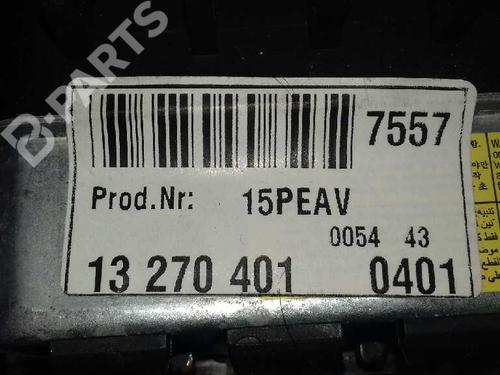 B-PARTS
7557
Prod.Nr: 15PEAV
0054 43
13 270 401 0401